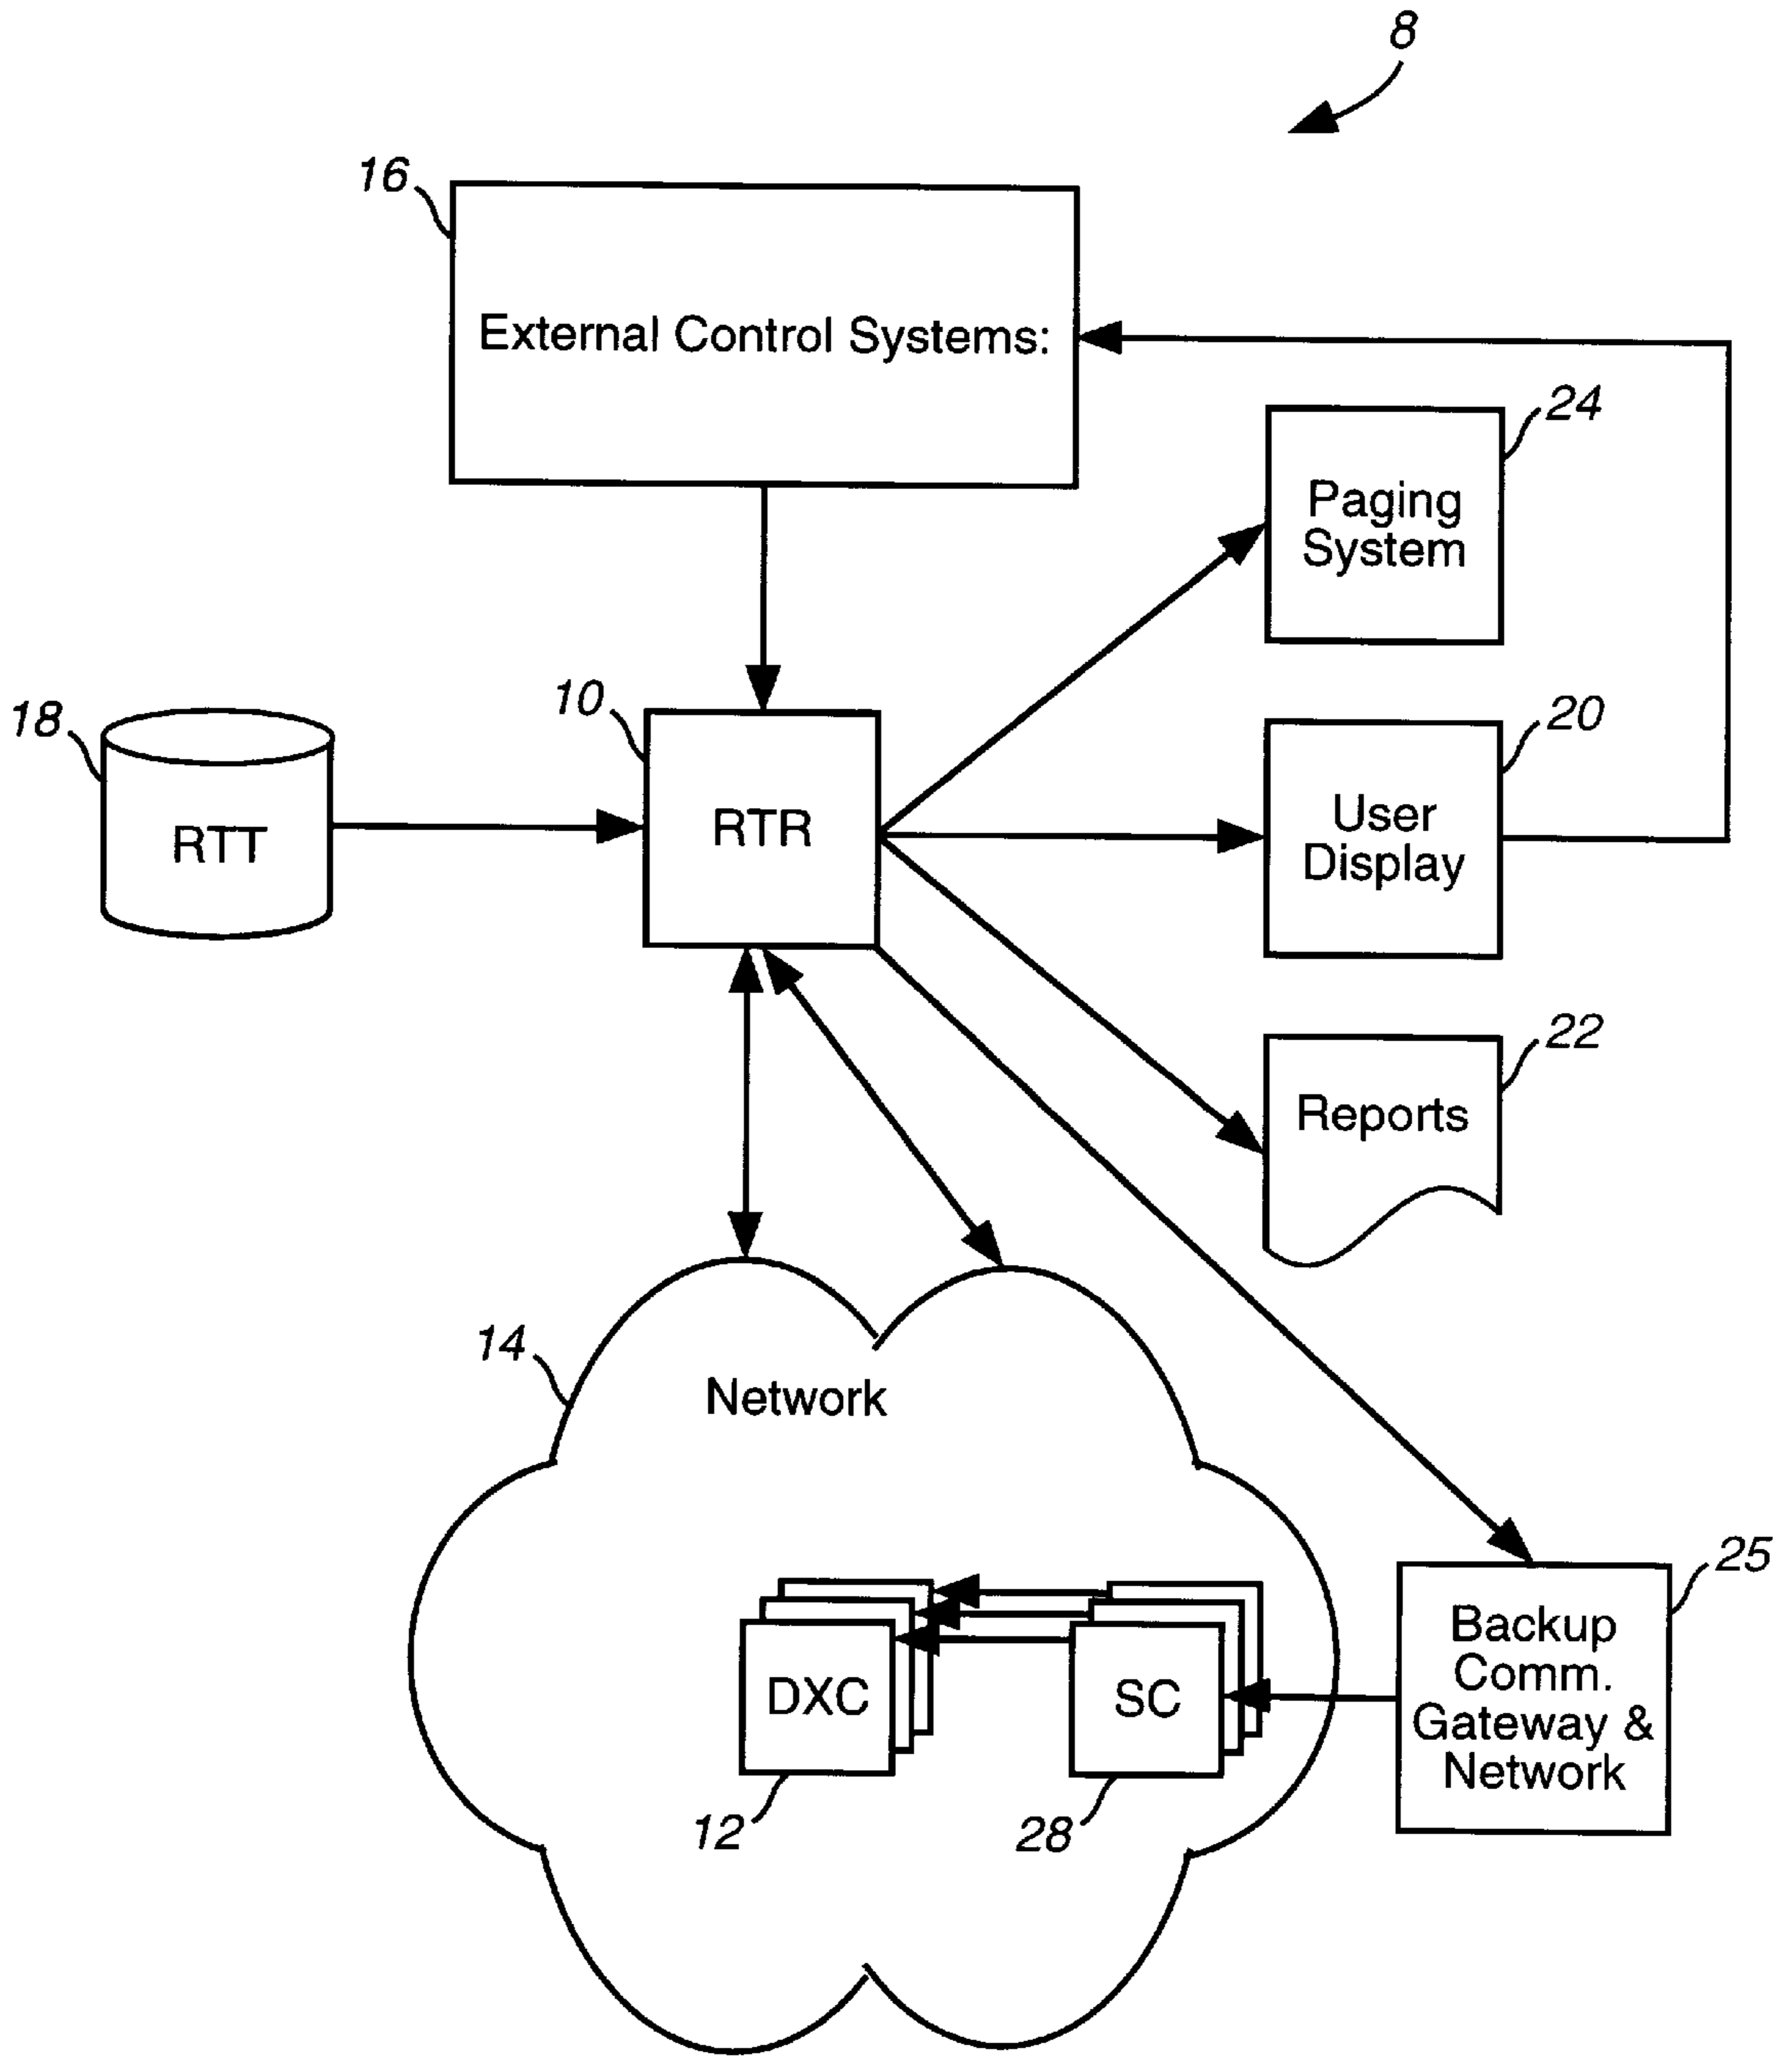 8
16
External Control Systems:
24
Paging
System
18
RTT
10
RTR
20
User
Display
22
Reports
14
Network
DXC
12
SC
28
25
Backup
Comm.
Gateway &
Network